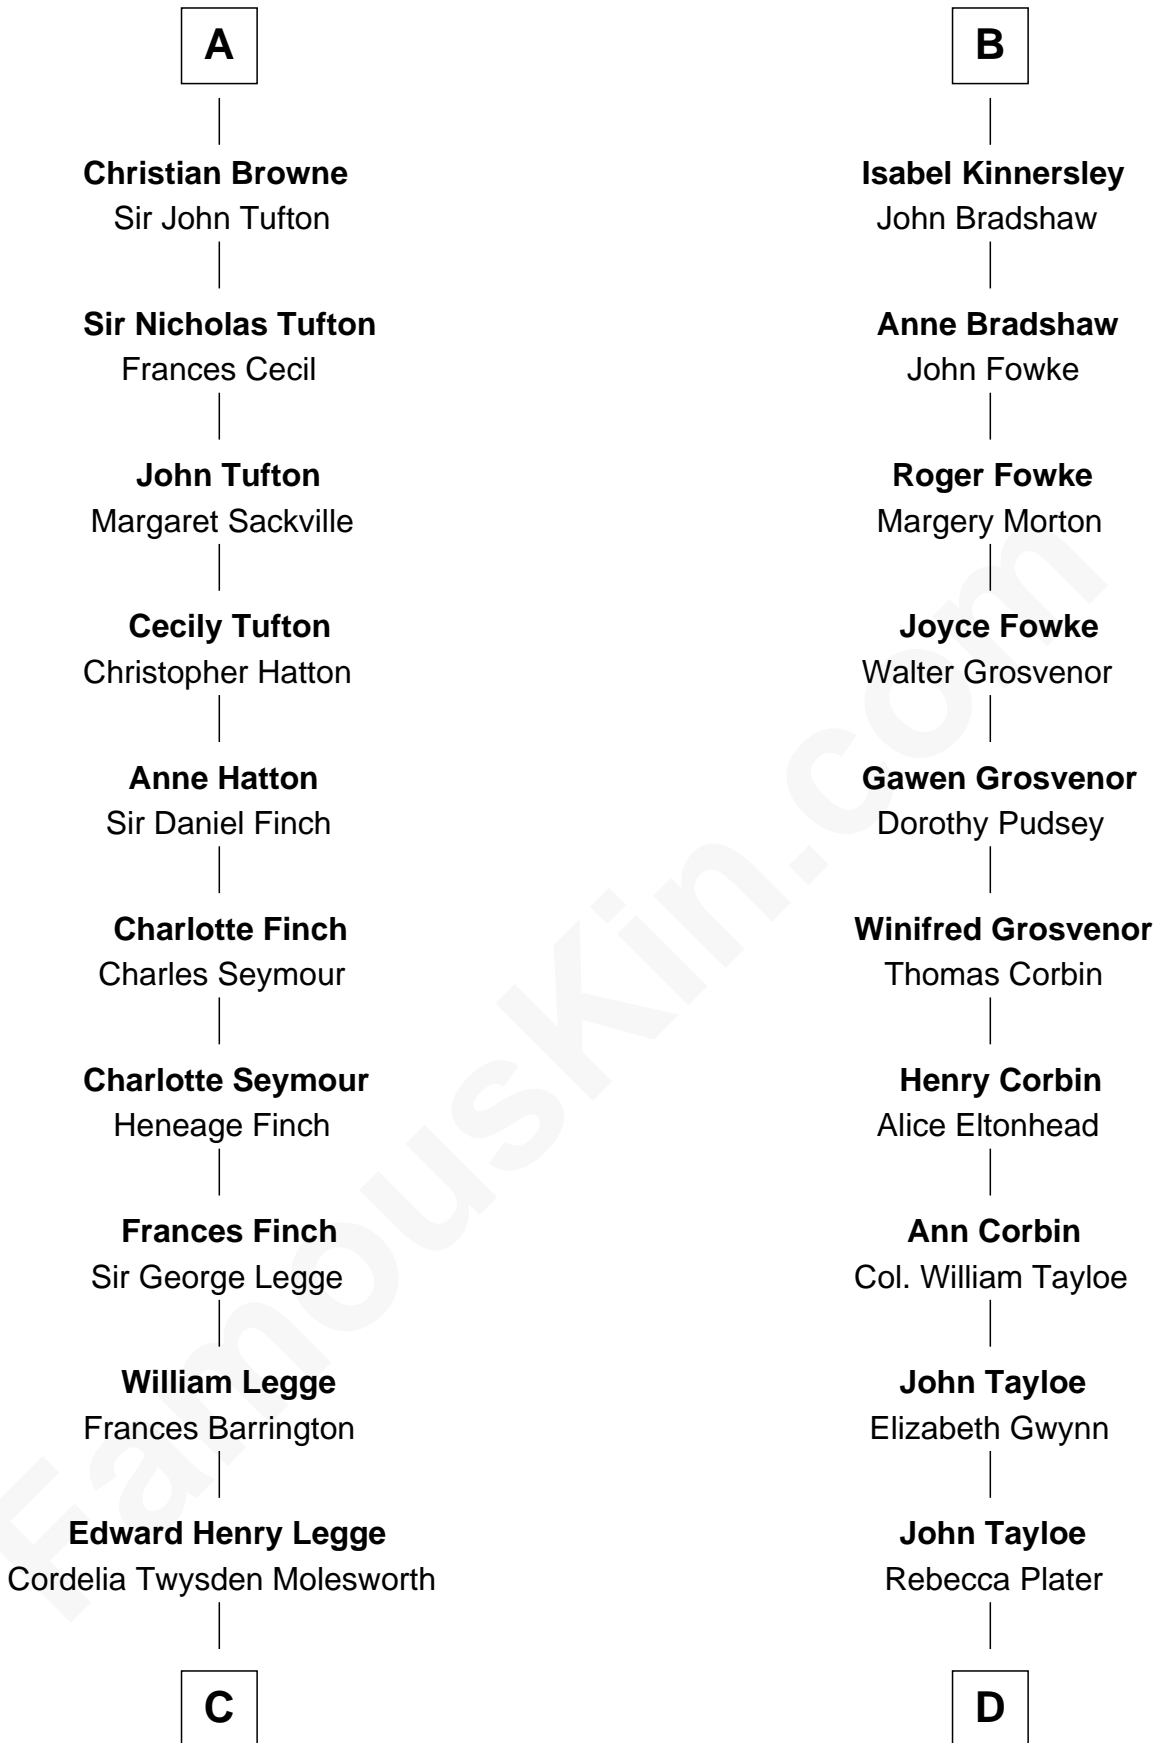 A
Christian Browne
Sir John Tufton
Sir Nicholas Tufton
Frances Cecil
John Tufton
Margaret Sackville
Cecily Tufton
Christopher Hatton
Anne Hatton
Sir Daniel Finch
Charlotte Finch
Charles Seymour
Charlotte Seymour
Heneage Finch
Frances Finch
Sir George Legge
William Legge
Frances Barrington
Edward Henry Legge
Cordelia Twysden Molesworth
C
B
Isabel Kinnersley
John Bradshaw
Anne Bradshaw
John Fowke
Roger Fowke
Margery Morton
Joyce Fowke
Walter Grosvenor
Gawen Grosvenor
Dorothy Pudsey
Winifred Grosvenor
Thomas Corbin
Henry Corbin
Alice Eltonhead
Ann Corbin
Col. William Tayloe
John Tayloe
Elizabeth Gwynn
John Tayloe
Rebecca Plater
D
FamousKin.com